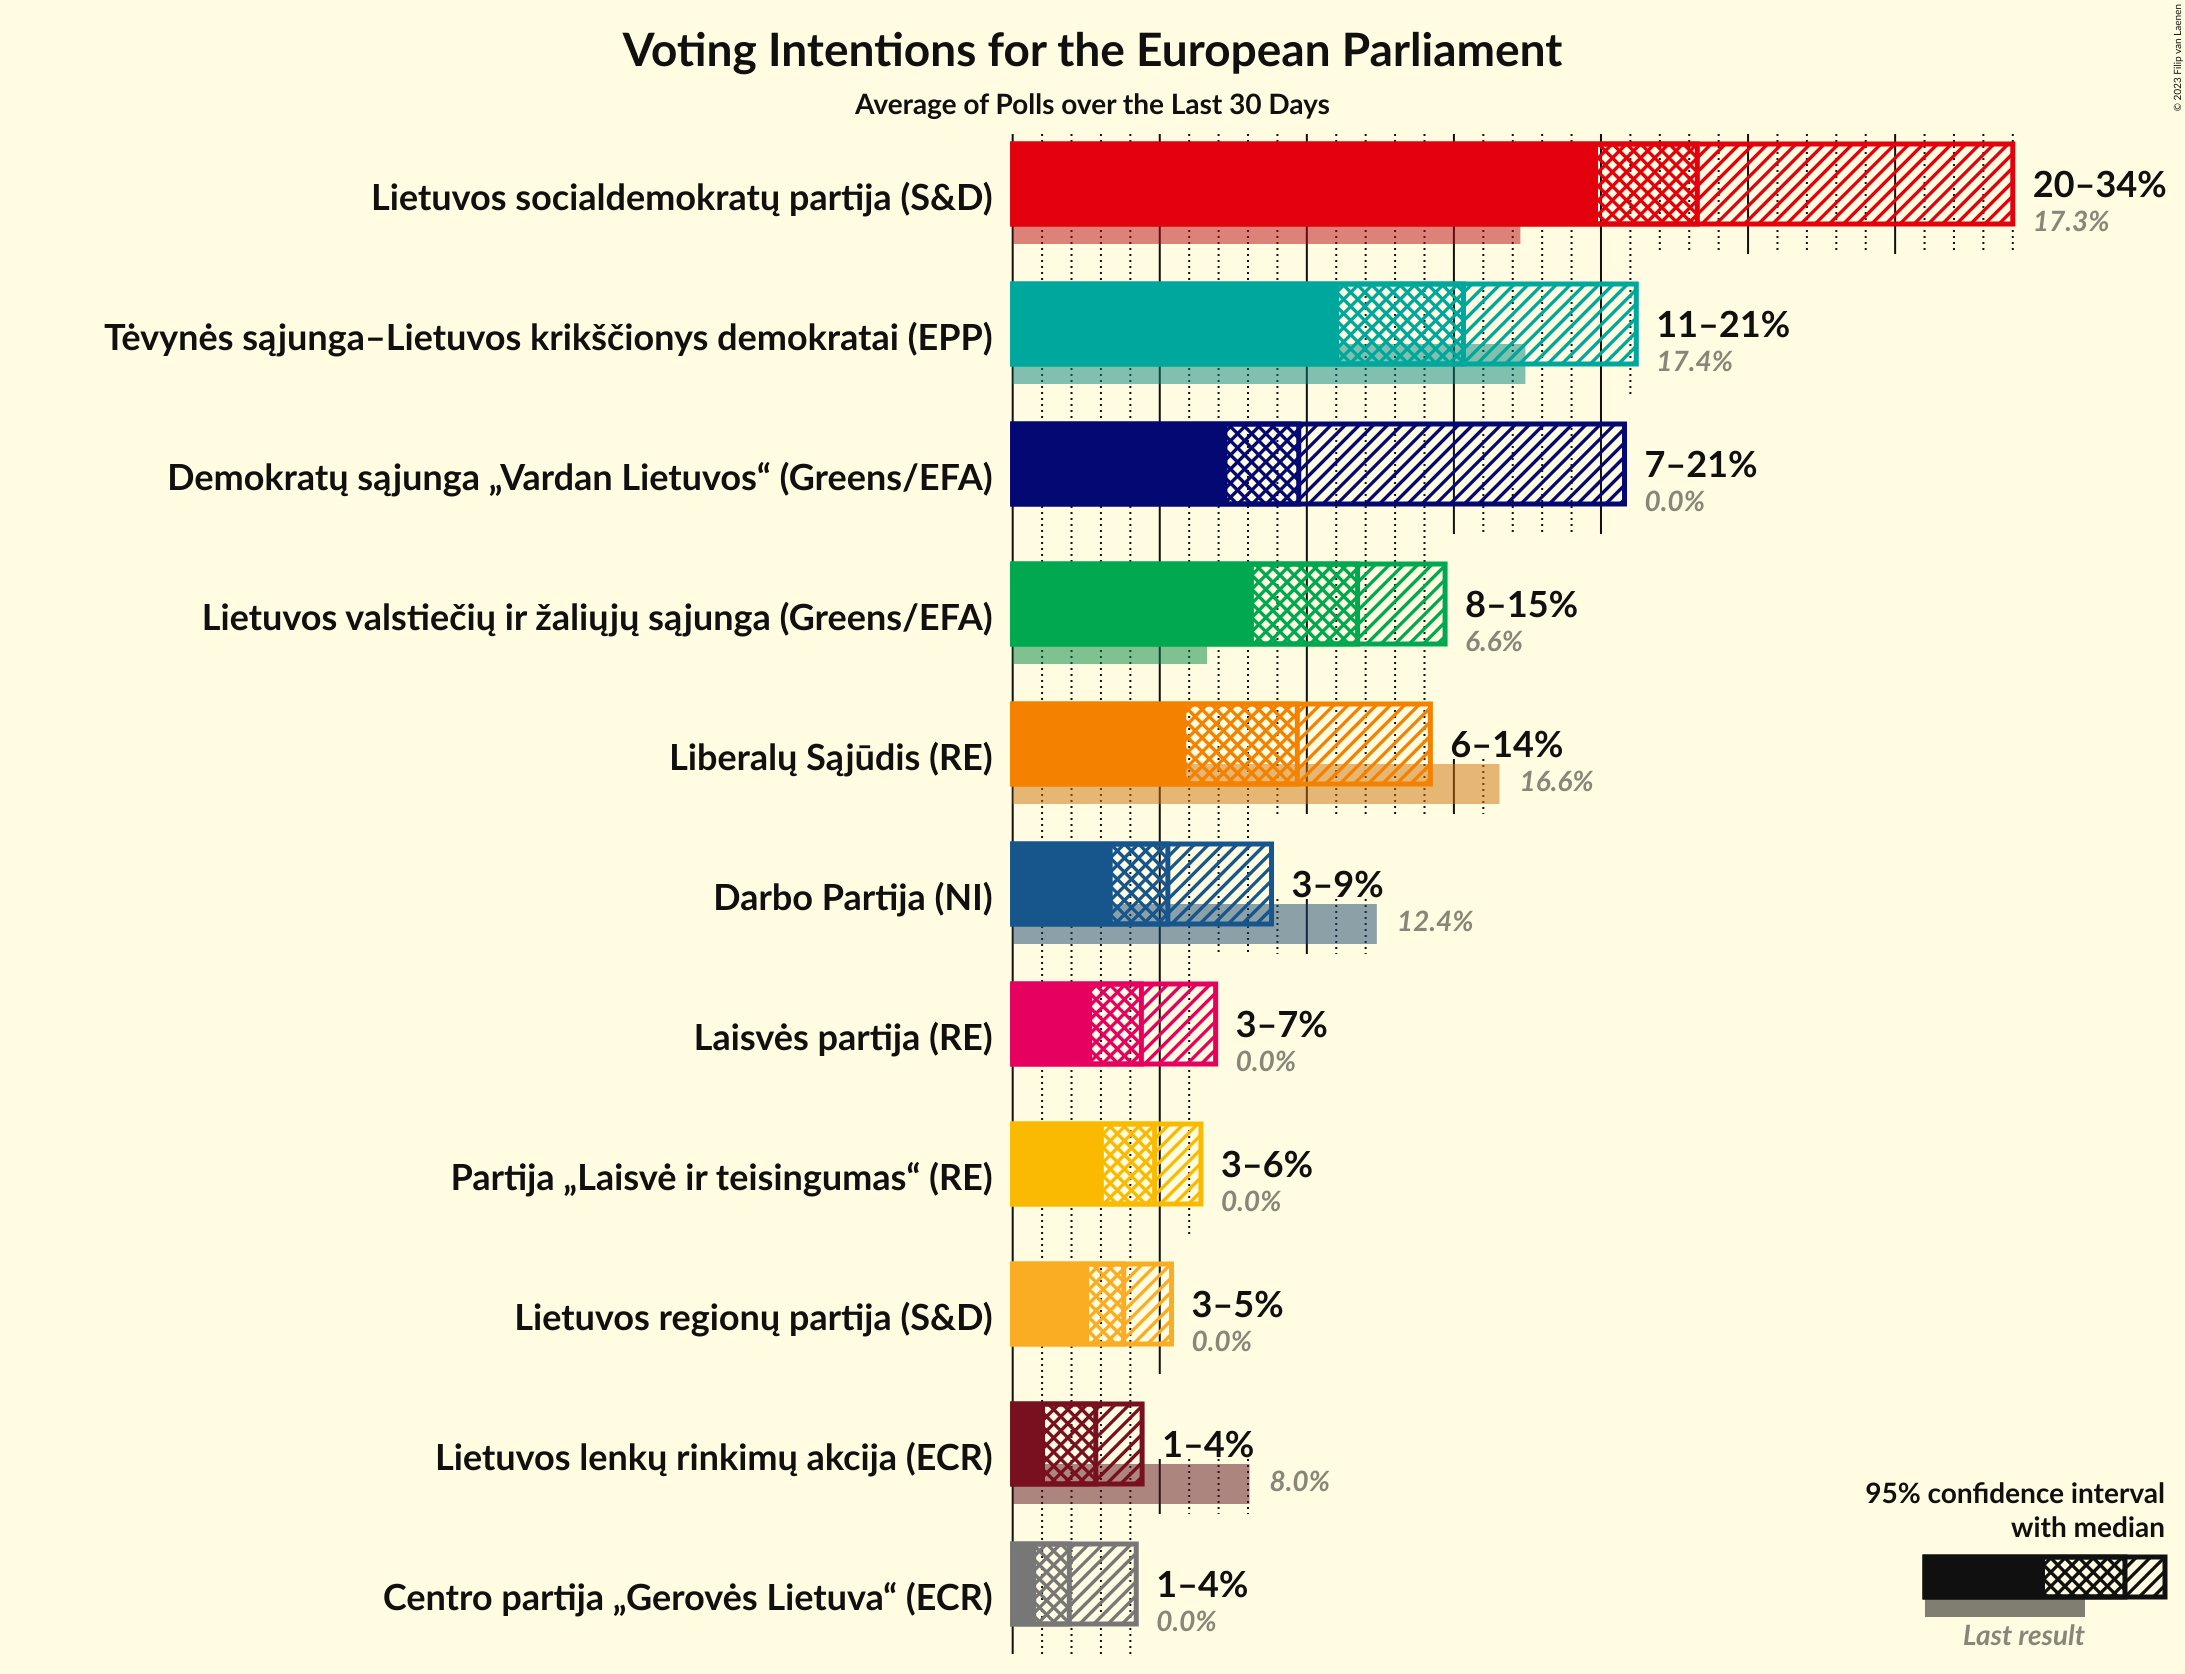 Voting Intentions for the European Parliament
Average of Polls over the Last 30 Days
© 2023 Filip van Laenen
Lietuvos socialdemokratų partija (S&D)
20–34%
17.3%
Tėvynės sąjunga–Lietuvos krikščionys demokratai (EPP)
11–21%
17.4%
Demokratų sąjunga „Vardan Lietuvos“ (Greens/EFA)
7–21%
0.0%
Lietuvos valstiečių ir žaliųjų sąjunga (Greens/EFA)
8–15%
6.6%
Liberalų Sąjūdis (RE)
6–14%
16.6%
Darbo Partija (NI)
3–9%
12.4%
Laisvės partija (RE)
3–7%
0.0%
Partija „Laisvė ir teisingumas“ (RE)
3–6%
0.0%
Lietuvos regionų partija (S&D)
3–5%
0.0%
Lietuvos lenkų rinkimų akcija (ECR)
1–4%
8.0%
Centro partija „Gerovės Lietuva“ (ECR)
1–4%
0.0%
95% confidence interval
with median
Last result